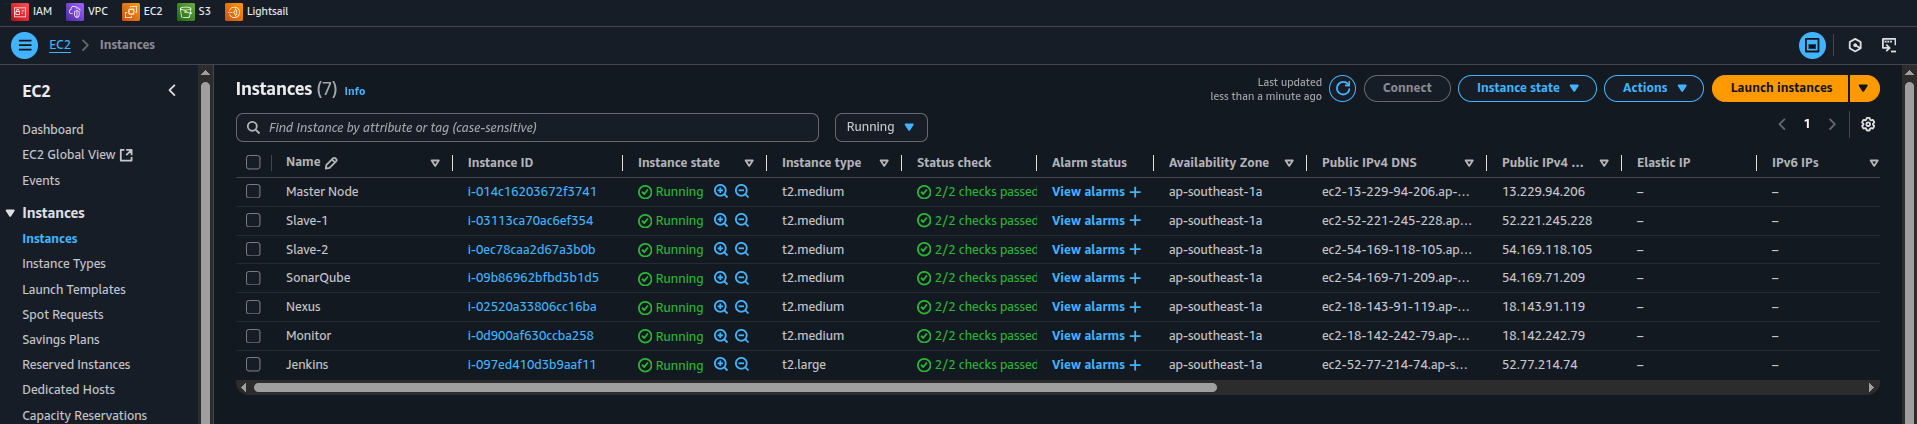 IAM VPC EC2 S3 Lightsail
EC2 Instances
EC2
Dashboard
EC2 Global View
Events
Instances
Instances
Instance Types
Launch Templates
Spot Requests
Savings Plans
Reserved Instances
Dedicated Hosts
Capacity Reservations
Instances (7) Info
Last updated
less than a minute ago
Connect Instance state Actions Launch instances
Find Instance by attribute or tag (case-sensitive) Running 1
Name Instance ID Instance state Instance type Status check Alarm status Availability Zone Public IPv4 DNS Public IPv4 ... Elastic IP IPv6 IPs
Master Node i-014c16203672f3741 Running t2.medium 2/2 checks passed View alarms + ap-southeast-1a ec2-13-229-94-206.ap-... 13.229.94.206 – –
Slave-1 i-03113ca70ac6ef354 Running t2.medium 2/2 checks passed View alarms + ap-southeast-1a ec2-52-221-245-228.ap... 52.221.245.228 – –
Slave-2 i-0ec78caa2d67a3b0b Running t2.medium 2/2 checks passed View alarms + ap-southeast-1a ec2-54-169-118-105.ap... 54.169.118.105 – –
SonarQube i-09b86962bfbd3b1d5 Running t2.medium 2/2 checks passed View alarms + ap-southeast-1a ec2-54-169-71-209.ap-... 54.169.71.209 – –
Nexus i-02520a33806cc16ba Running t2.medium 2/2 checks passed View alarms + ap-southeast-1a ec2-18-143-91-119.ap-... 18.143.91.119 – –
Monitor i-0d900af630ccba258 Running t2.medium 2/2 checks passed View alarms + ap-southeast-1a ec2-18-142-242-79.ap-... 18.142.242.79 – –
Jenkins i-097ed410d3b9aaf11 Running t2.large 2/2 checks passed View alarms + ap-southeast-1a ec2-52-77-214-74.ap-s... 52.77.214.74 – –